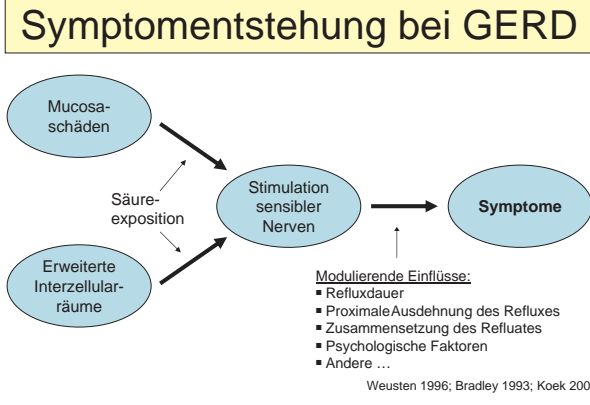 Symptomentstehung bei GERD
Mucosa-
schäden
Säure-
exposition
Stimulation
sensibler
Nerven
Symptome
Erweiterte
Interzellular-
räume
Modulierende Einflüsse:
▪ Refluxdauer
▪ Proximale Ausdehnung des Refluxes
▪ Zusammensetzung des Refluates
▪ Psychologische Faktoren
▪ Andere …
Weusten 1996; Bradley 1993; Koek 200